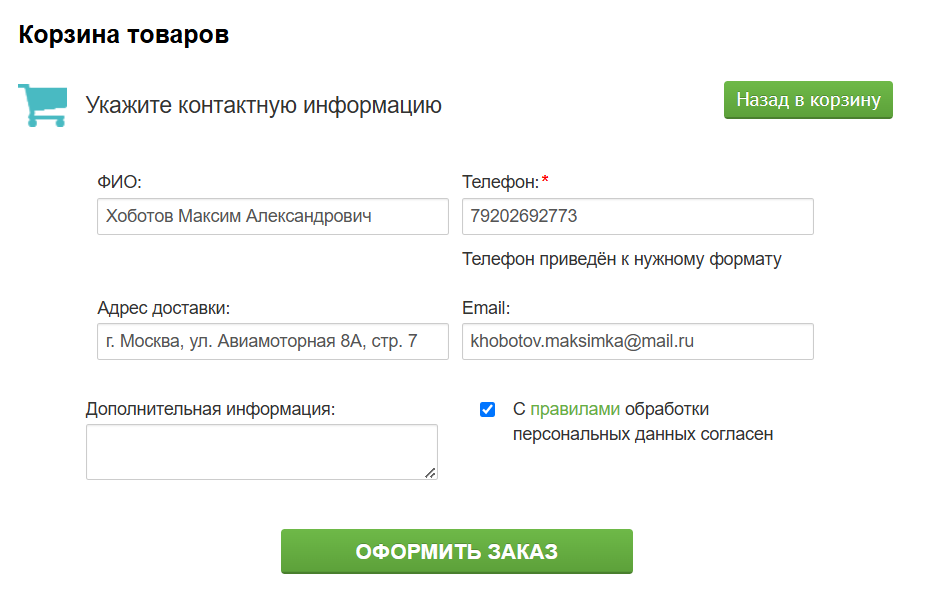 Корзина товаров
Укажите контактную информацию
Назад в корзину
ФИО:
Телефон:*
Хоботов Максим Александрович
79202692773
Телефон приведён к нужному формату
Адрес доставки:
Email:
г. Москва, ул. Авиамоторная 8А, стр. 7
khobotov.maksimka@mail.ru
Дополнительная информация:
С правилами обработки
персональных данных согласен
ОФОРМИТЬ ЗАКАЗ